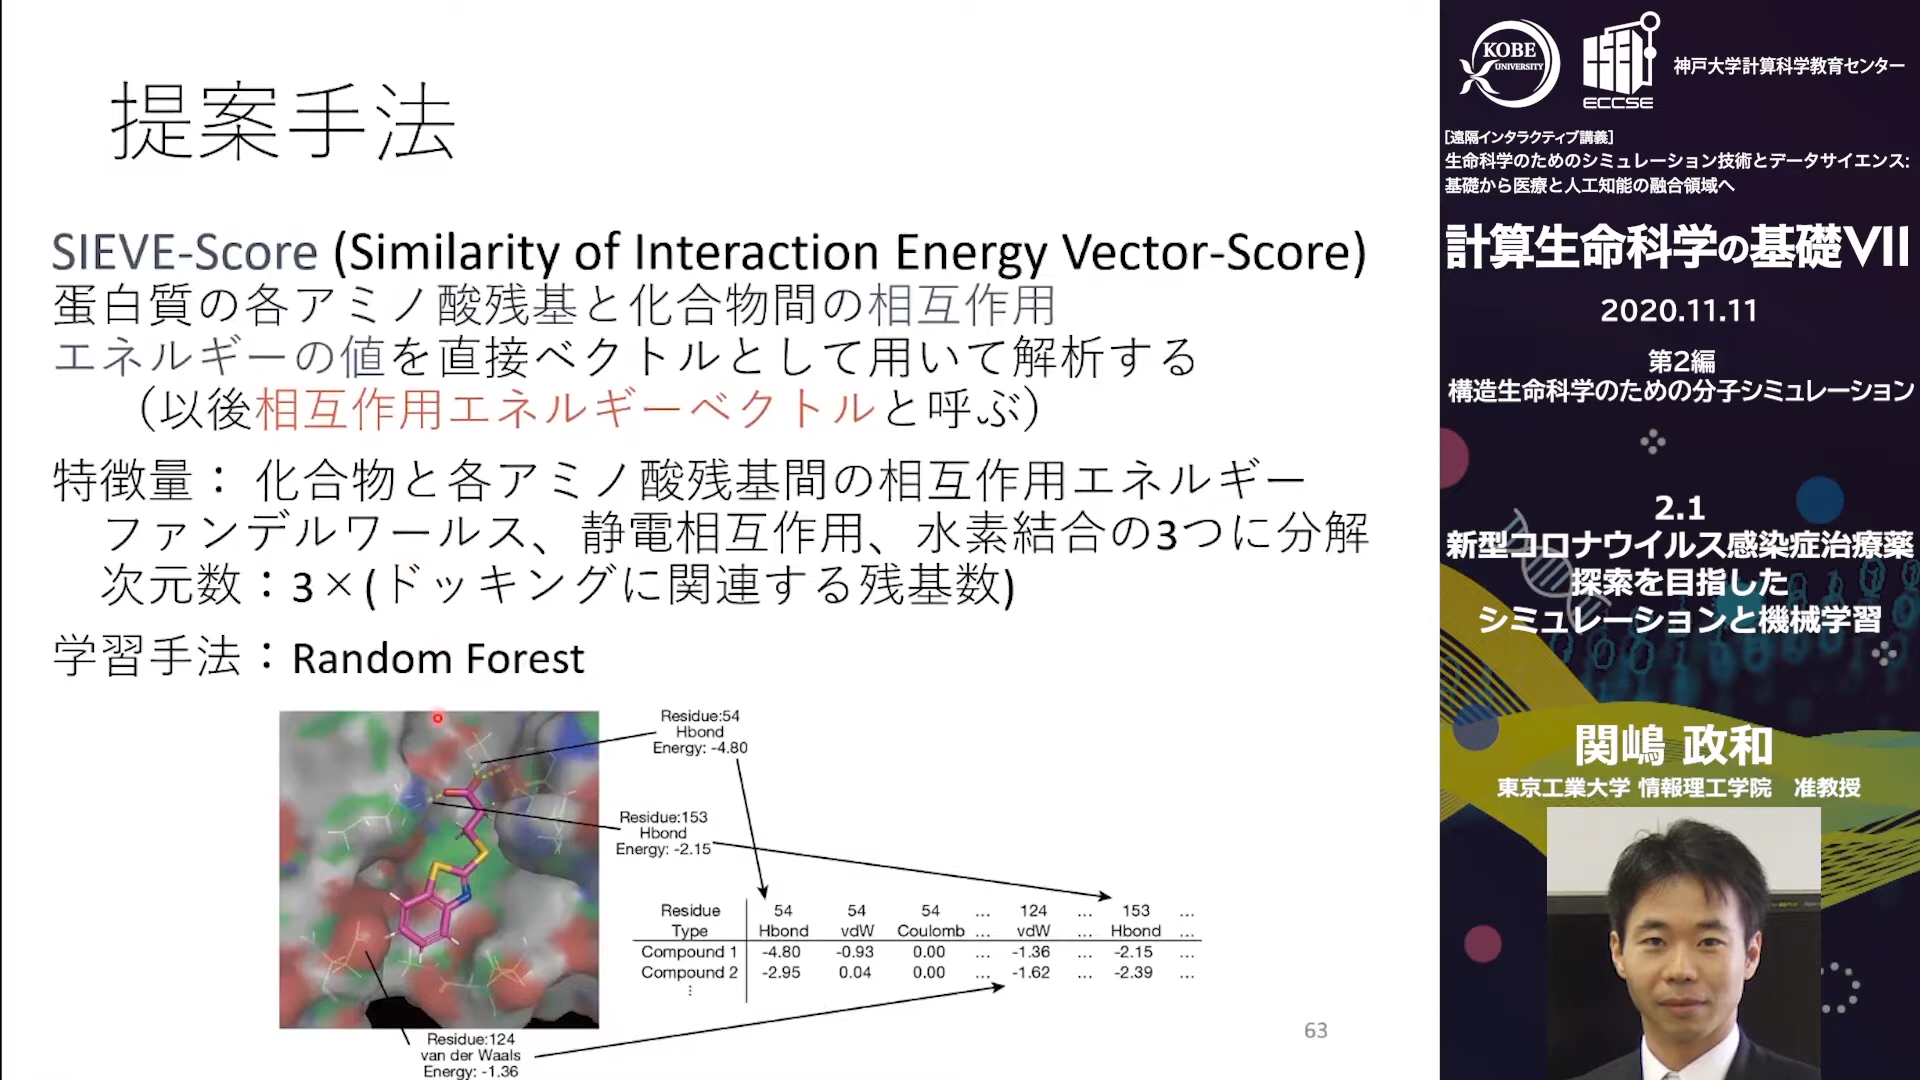 提案手法
SIEVE-Score (Similarity of Interaction Energy Vector-Score)
蛋白質の各アミノ酸残基と化合物間の相互作用
エネルギーの値を直接ベクトルとして用いて解析する
（以後相互作用エネルギーベクトルと呼ぶ）
特徴量： 化合物と各アミノ酸残基間の相互作用エネルギー
ファンデルワールス、静電相互作用、水素結合の3つに分解
次元数：3×(ドッキングに関連する残基数)
学習手法：Random Forest
Residue:54
Hbond
Energy: -4.80
Residue:153
Hbond
Energy: -2.15
Residue 54 54 54 ... 124 ... 153 ...
Type Hbond vdW Coulomb ... vdW ... Hbond ...
Compound 1 -4.80 -0.93 0.00 ... -1.36 ... -2.15 ...
Compound 2 -2.95 0.04 0.00 ... -1.62 ... -2.39 ...
⋮
Residue:124
van der Waals
Energy: -1.36
63
KOBE
UNIVERSITY
ECCSE
神戸大学計算科学教育センター
［遠隔インタラクティブ講義］
生命科学のためのシミュレーション技術とデータサイエンス:
基礎から医療と人工知能の融合領域へ
計算生命科学の基礎VII
2020.11.11
第2編
構造生命科学のための分子シミュレーション
2.1
新型コロナウイルス感染症治療薬
探索を目指した
シミュレーションと機械学習
関嶋 政和
東京工業大学 情報理工学院　准教授